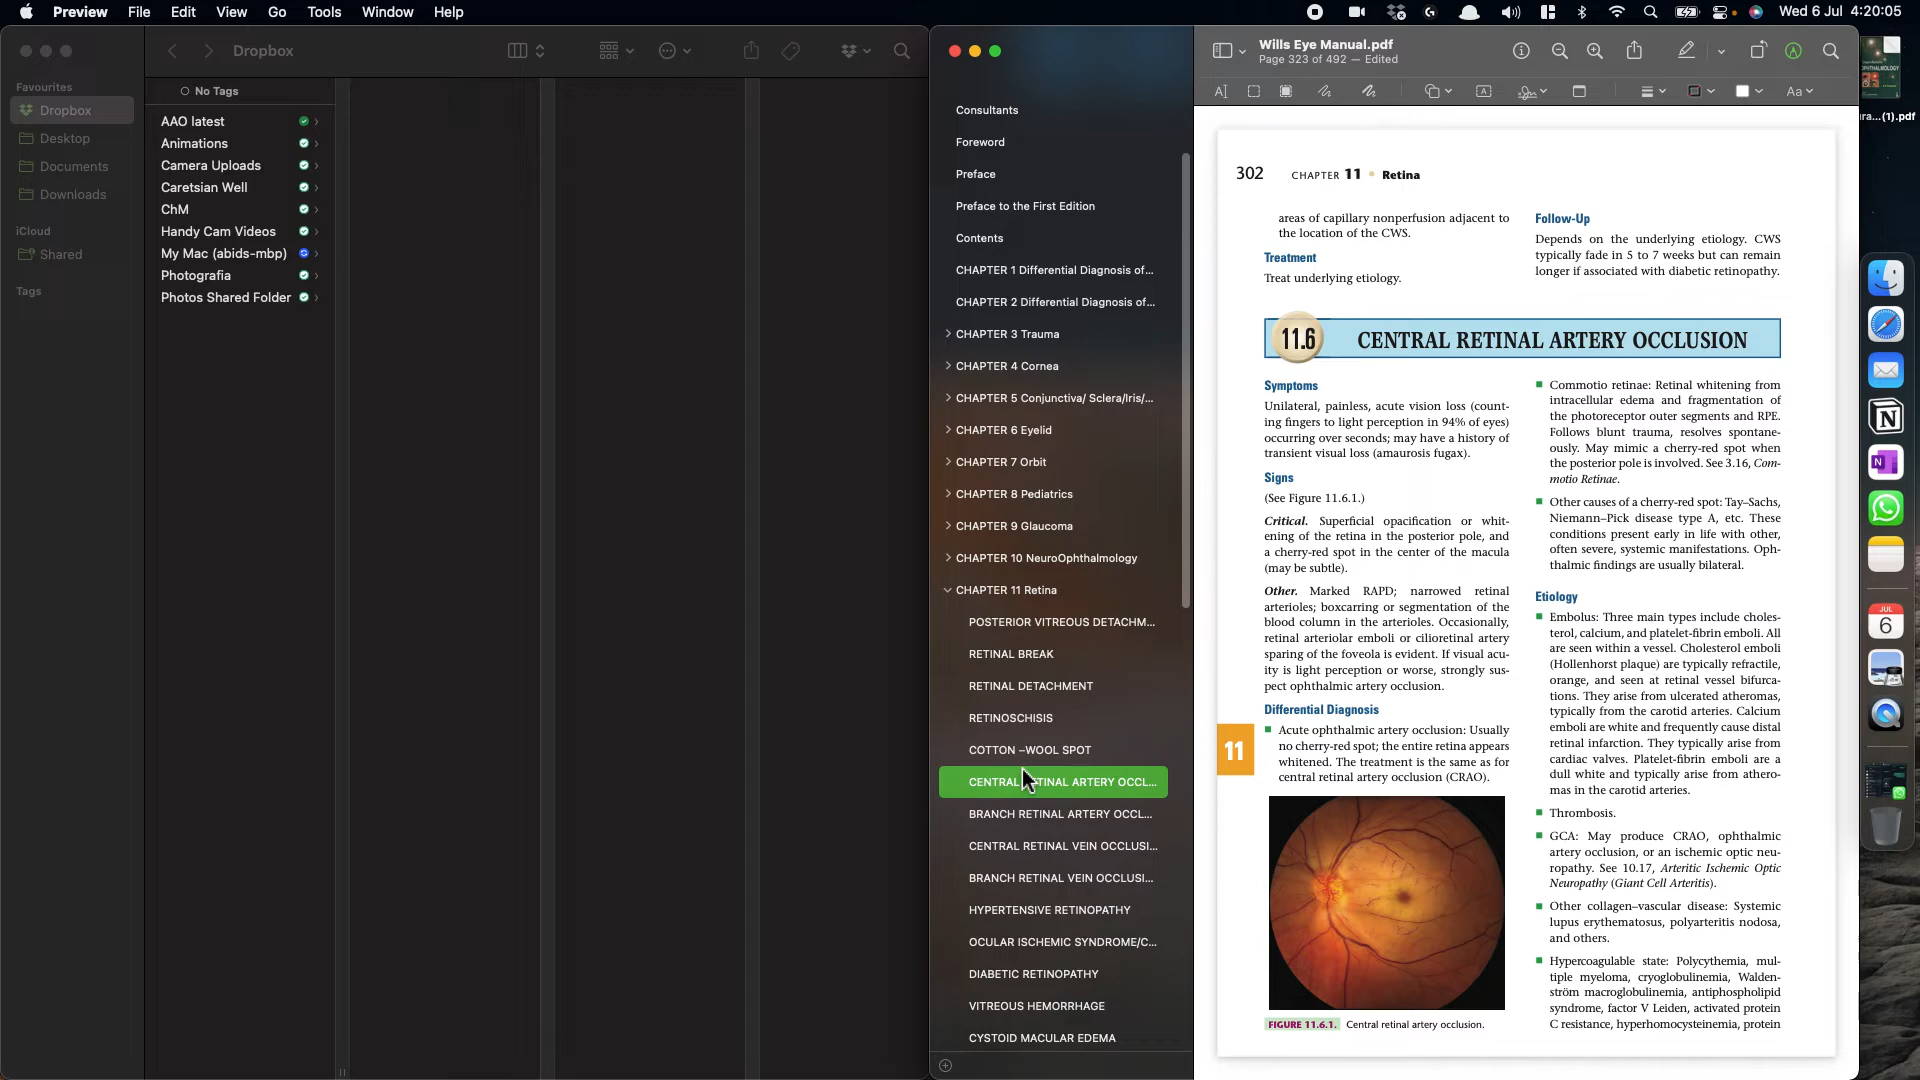 Preview File Edit View Go Tools Window Help
Wed 6 Jul 4:20:05
Dropbox
Favourites
Dropbox
Desktop
Documents
Downloads
iCloud
Shared
Tags
No Tags
AAO latest
Animations
Camera Uploads
Caretsian Well
ChM
Handy Cam Videos
My Mac (abids-mbp)
Photografia
Photos Shared Folder
Consultants
Foreword
Preface
Preface to the First Edition
Contents
CHAPTER 1 Differential Diagnosis of...
CHAPTER 2 Differential Diagnosis of...
CHAPTER 3 Trauma
CHAPTER 4 Cornea
CHAPTER 5 Conjunctiva/ Sclera/Iris/...
CHAPTER 6 Eyelid
CHAPTER 7 Orbit
CHAPTER 8 Pediatrics
CHAPTER 9 Glaucoma
CHAPTER 10 NeuroOphthalmology
CHAPTER 11 Retina
POSTERIOR VITREOUS DETACHM...
RETINAL BREAK
RETINAL DETACHMENT
RETINOSCHISIS
COTTON –WOOL SPOT
CENTRAL RETINAL ARTERY OCCL...
BRANCH RETINAL ARTERY OCCL...
CENTRAL RETINAL VEIN OCCLUSI...
BRANCH RETINAL VEIN OCCLUSI...
HYPERTENSIVE RETINOPATHY
OCULAR ISCHEMIC SYNDROME/C...
DIABETIC RETINOPATHY
VITREOUS HEMORRHAGE
CYSTOID MACULAR EDEMA
Wills Eye Manual.pdf
Page 323 of 492 — Edited
Aa
302 CHAPTER 11 • Retina
areas of capillary nonperfusion adjacent to
the location of the CWS.
Treatment
Treat underlying etiology.
Follow-Up
Depends on the underlying etiology. CWS
typically fade in 5 to 7 weeks but can remain
longer if associated with diabetic retinopathy.
11.6 CENTRAL RETINAL ARTERY OCCLUSION
Symptoms
Unilateral, painless, acute vision loss (count-
ing fingers to light perception in 94% of eyes)
occurring over seconds; may have a history of
transient visual loss (amaurosis fugax).
Signs
(See Figure 11.6.1.)
Critical. Superficial opacification or whit-
ening of the retina in the posterior pole, and
a cherry-red spot in the center of the macula
(may be subtle).
Other. Marked RAPD; narrowed retinal
arterioles; boxcarring or segmentation of the
blood column in the arterioles. Occasionally,
retinal arteriolar emboli or cilioretinal artery
sparing of the foveola is evident. If visual acu-
ity is light perception or worse, strongly sus-
pect ophthalmic artery occlusion.
Differential Diagnosis
■ Acute ophthalmic artery occlusion: Usually
no cherry-red spot; the entire retina appears
whitened. The treatment is the same as for
central retinal artery occlusion (CRAO).
11
FIGURE 11.6.1. Central retinal artery occlusion.
■ Commotio retinae: Retinal whitening from
intracellular edema and fragmentation of
the photoreceptor outer segments and RPE.
Follows blunt trauma, resolves spontane-
ously. May mimic a cherry-red spot when
the posterior pole is involved. See 3.16, Com-
motio Retinae.
■ Other causes of a cherry-red spot: Tay–Sachs,
Niemann–Pick disease type A, etc. These
conditions present early in life with other,
often severe, systemic manifestations. Oph-
thalmic findings are usually bilateral.
Etiology
■ Embolus: Three main types include choles-
terol, calcium, and platelet-fibrin emboli. All
are seen within a vessel. Cholesterol emboli
(Hollenhorst plaque) are typically refractile,
orange, and seen at retinal vessel bifurca-
tions. They arise from ulcerated atheromas,
typically from the carotid arteries. Calcium
emboli are white and frequently cause distal
retinal infarction. They typically arise from
cardiac valves. Platelet-fibrin emboli are a
dull white and typically arise from athero-
mas in the carotid arteries.
■ Thrombosis.
■ GCA: May produce CRAO, ophthalmic
artery occlusion, or an ischemic optic neu-
ropathy. See 10.17, Arteritic Ischemic Optic
Neuropathy (Giant Cell Arteritis).
■ Other collagen–vascular disease: Systemic
lupus erythematosus, polyarteritis nodosa,
and others.
■ Hypercoagulable state: Polycythemia, mul-
tiple myeloma, cryoglobulinemia, Walden-
ström macroglobulinemia, antiphospholipid
syndrome, factor V Leiden, activated protein
C resistance, hyperhomocysteinemia, protein
OPHTHALMOLOGY
ra...(1).pdf
JUL
6